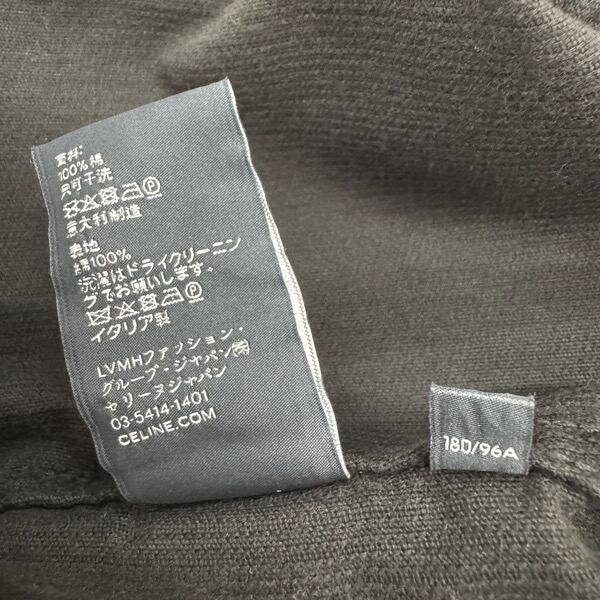 面料:
100% 棉
只可干洗
意大利制造
表地
綿100%
洗濯はドライクリーニン
グでお願いします。
イタリア製
LVMHファッション・
グループ・ジャパン㈱
セリーヌジャパン
03-5414-1401
CELINE.COM
180/96A